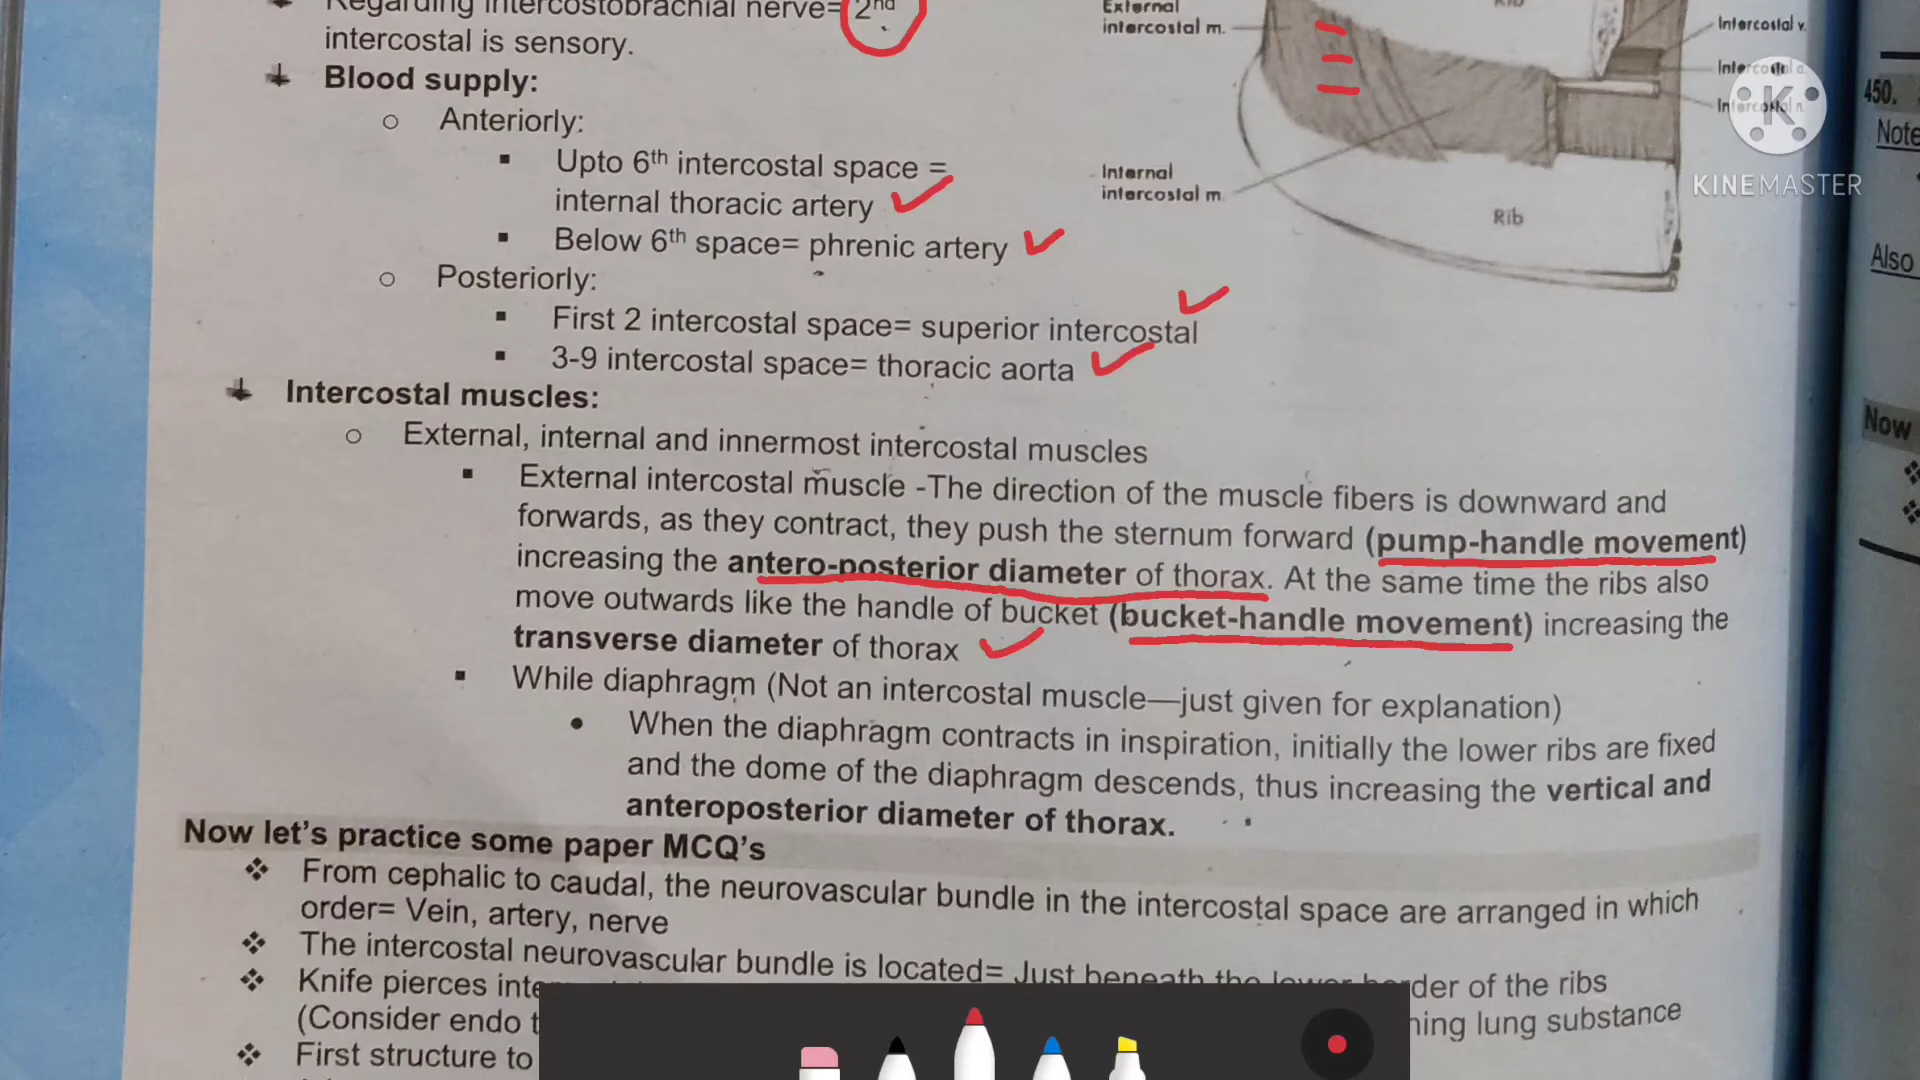 Regarding intercostobrachial nerve= 2nd
intercostal is sensory.
Blood supply:
Anteriorly:
Upto 6th intercostal space =
internal thoracic artery
Below 6th space= phrenic artery
Posteriorly:
First 2 intercostal space= superior intercostal
3-9 intercostal space= thoracic aorta
Intercostal muscles:
External, internal and innermost intercostal muscles
External intercostal muscle -The direction of the muscle fibers is downward and
forwards, as they contract, they push the sternum forward (pump-handle movement)
increasing the antero-posterior diameter of thorax. At the same time the ribs also
move outwards like the handle of bucket (bucket-handle movement) increasing the
transverse diameter of thorax
While diaphragm (Not an intercostal muscle—just given for explanation)
When the diaphragm contracts in inspiration, initially the lower ribs are fixed
and the dome of the diaphragm descends, thus increasing the vertical and
anteroposterior diameter of thorax.
Now let's practice some paper MCQ's
From cephalic to caudal, the neurovascular bundle in the intercostal space are arranged in which
order= Vein, artery, nerve
The intercostal neurovascular bundle is located= Just beneath the lower border of the ribs
Knife pierces
(Consider endo lung substance
First structure to
External
intercostal m.
Internal
intercostal m.
Rib
Rib
Intercostal v.
Intercostal a.
Intercostal n.
K
KINEMASTER
450.
Note
Also
Now